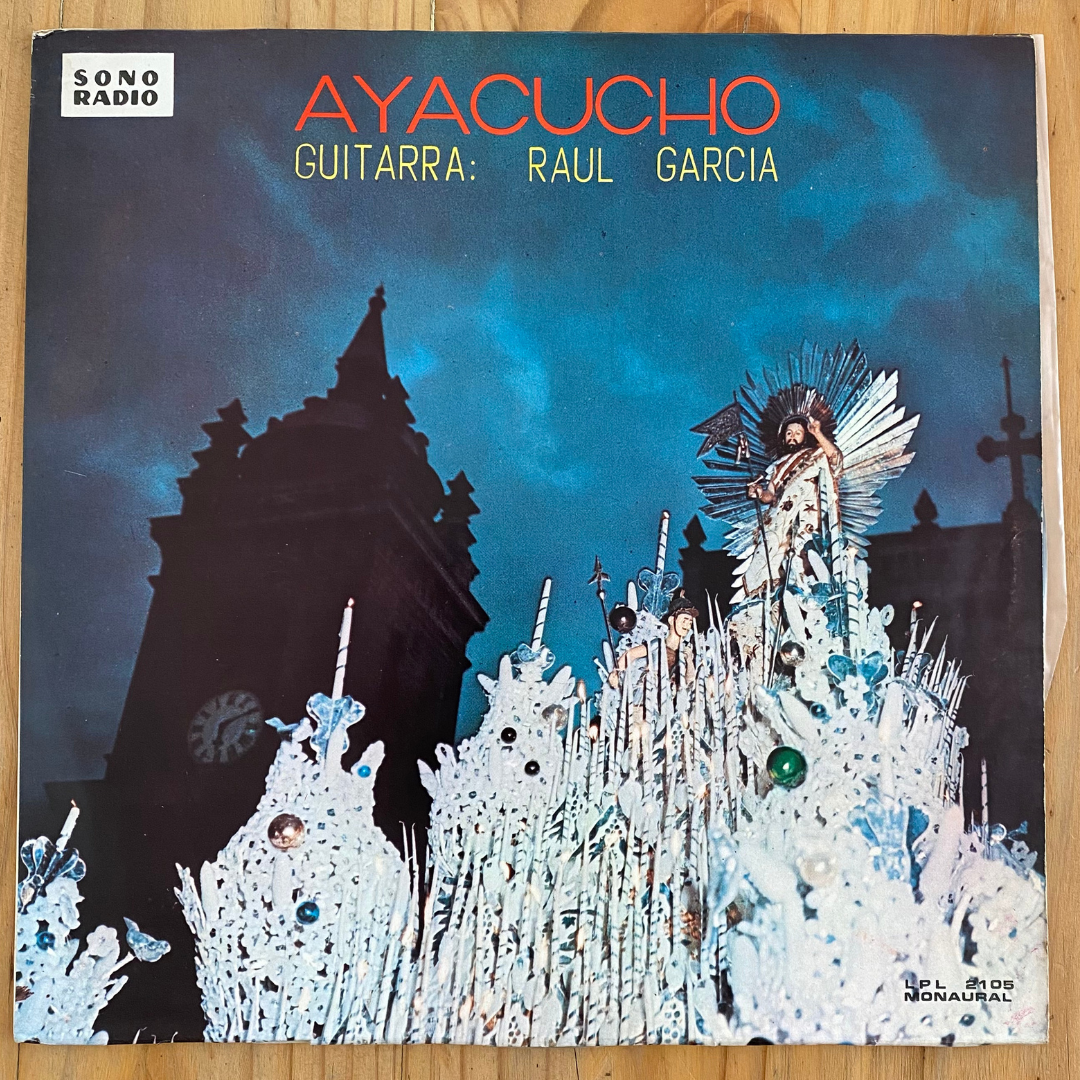 SONO
RADIO
AYACUCHO
GUITARRA: RAUL GARCIA
LPL 2105
MONAURAL